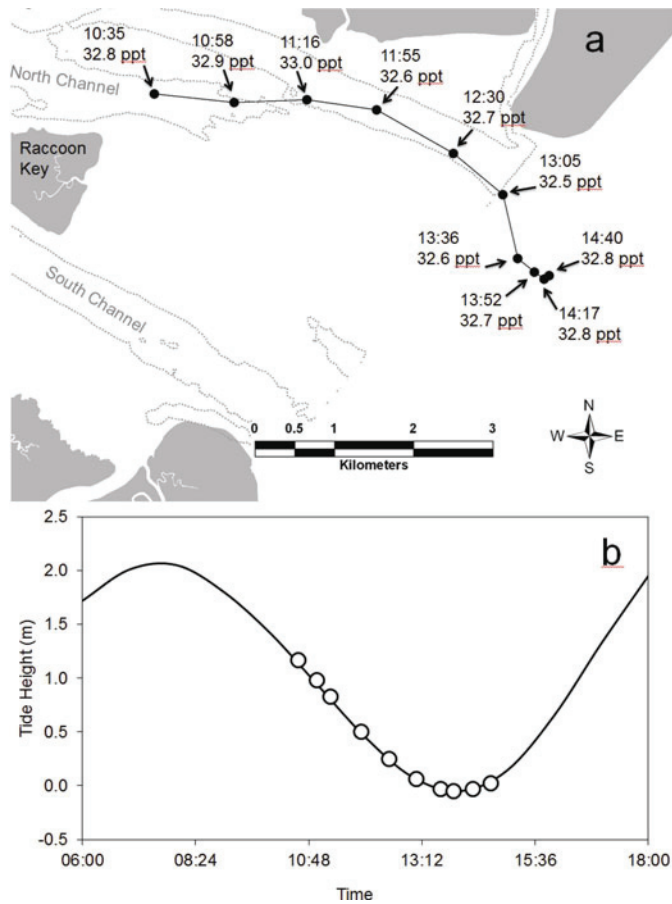 a
10:35
32.8 ppt
10:58
32.9 ppt
11:16
33.0 ppt
11:55
32.6 ppt
12:30
32.7 ppt
13:05
32.5 ppt
North Channel
Raccoon
Key
South Channel
13:36
32.6 ppt
14:40
32.8 ppt
13:52
32.7 ppt
14:17
32.8 ppt
0 0.5 1 2 3
Kilometers
N
W E
S
b
2.5
2.0
1.5
1.0
0.5
0.0
-0.5
Tide Height (m)
06:00 08:24 10:48 13:12 15:36 18:00
Time